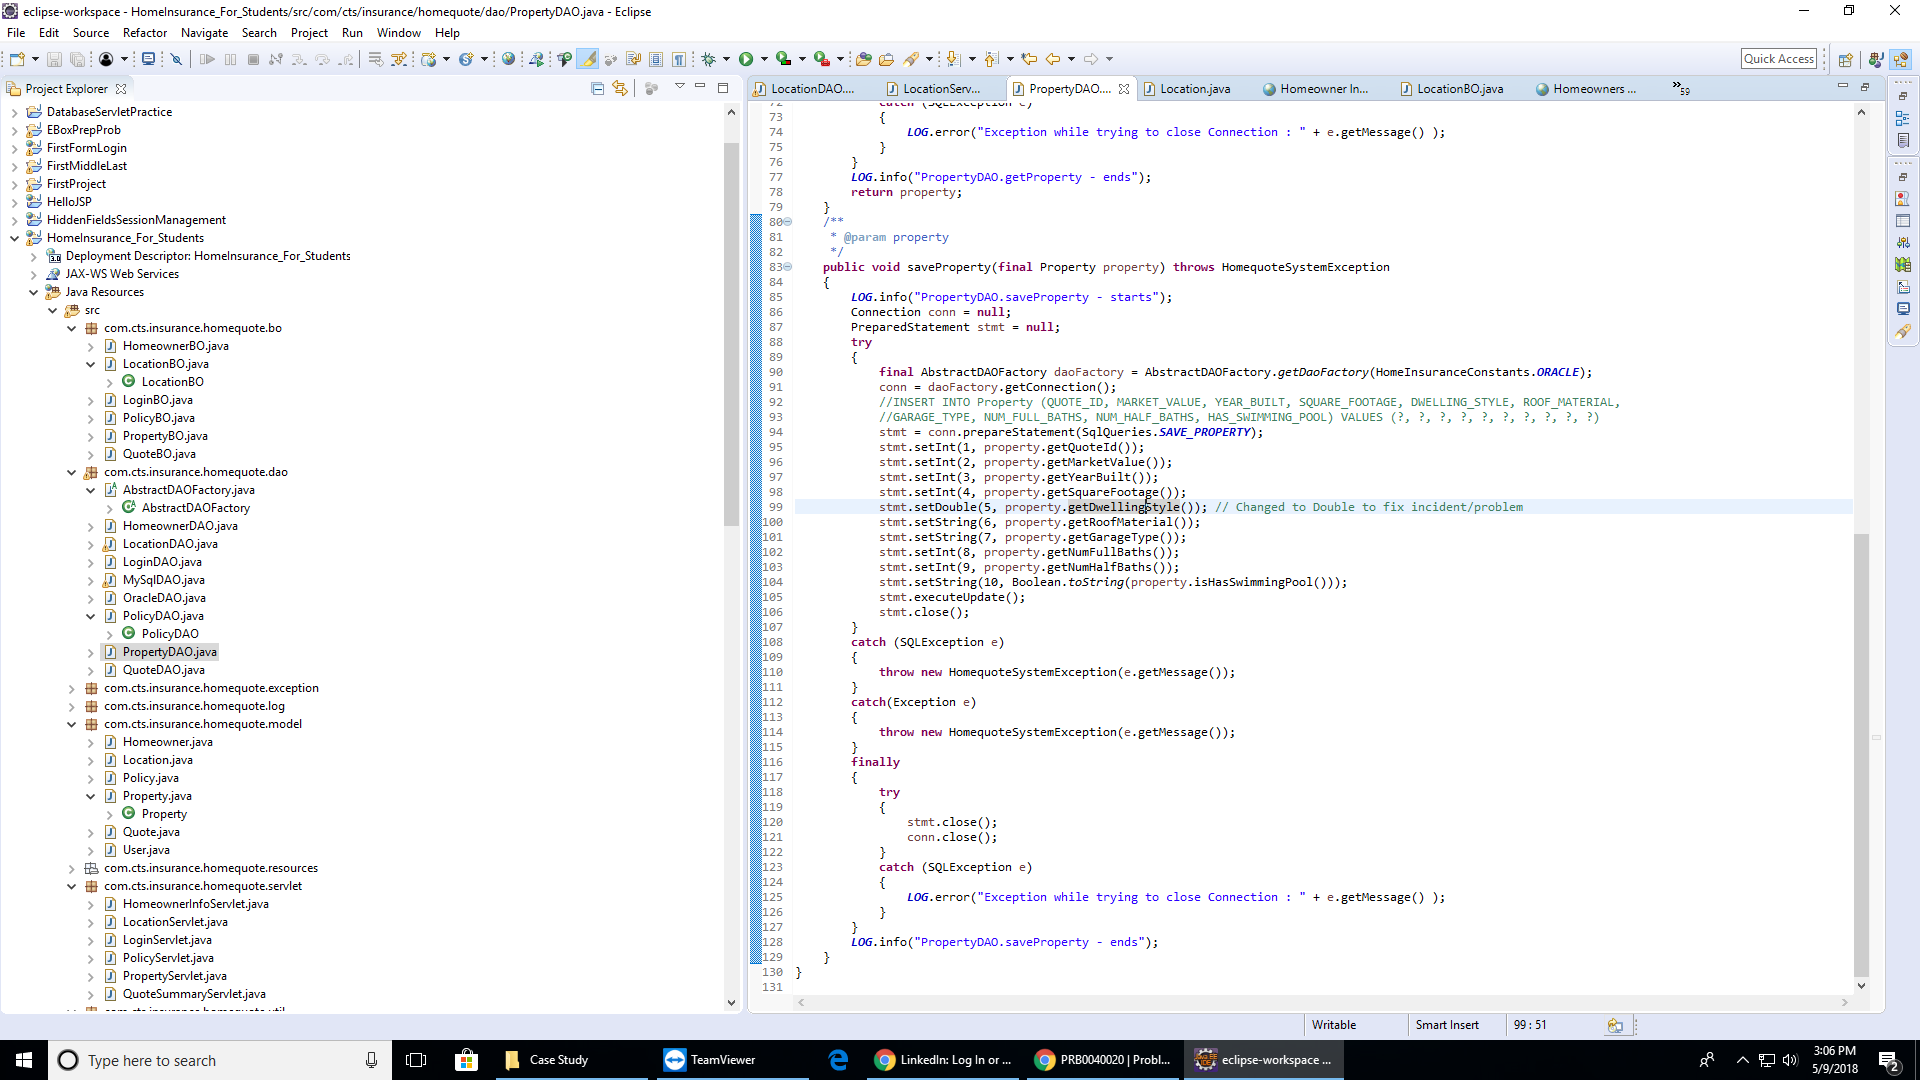 eclipse-workspace - HomeInsurance_For_Students/src/com/cts/insurance/homequote/dao/PropertyDAO.java - Eclipse
File Edit Source Refactor Navigate Search Project Run Window Help
Quick Access
Project Explorer
DatabaseServletPractice
EBoxPrepProb
FirstFormLogin
FirstMiddleLast
FirstProject
HelloJSP
HiddenFieldsSessionManagement
HomeInsurance_For_Students
Deployment Descriptor: HomeInsurance_For_Students
JAX-WS Web Services
Java Resources
src
com.cts.insurance.homequote.bo
HomeownerBO.java
LocationBO.java
LocationBO
LoginBO.java
PolicyBO.java
PropertyBO.java
QuoteBO.java
com.cts.insurance.homequote.dao
AbstractDAOFactory.java
AbstractDAOFactory
HomeownerDAO.java
LocationDAO.java
LoginDAO.java
MySqlDAO.java
OracleDAO.java
PolicyDAO.java
PolicyDAO
PropertyDAO.java
QuoteDAO.java
com.cts.insurance.homequote.exception
com.cts.insurance.homequote.log
com.cts.insurance.homequote.model
Homeowner.java
Location.java
Policy.java
Property.java
Property
Quote.java
User.java
com.cts.insurance.homequote.resources
com.cts.insurance.homequote.servlet
HomeownerInfoServlet.java
LocationServlet.java
LoginServlet.java
PolicyServlet.java
PropertyServlet.java
QuoteSummaryServlet.java
com.cts.insurance.homequote.util
LocationDAO.... LocationServ... PropertyDAO.... Location.java Homeowner In... LocationBO.java Homeowners ... 59
72 catch (SQLException e)
73 {
74 LOG.error("Exception while trying to close Connection : " + e.getMessage() );
75 }
76 }
77 LOG.info("PropertyDAO.getProperty - ends");
78 return property;
79 }
80 /**
81 * @param property
82 */
83 public void saveProperty(final Property property) throws HomequoteSystemException
84 {
85 LOG.info("PropertyDAO.saveProperty - starts");
86 Connection conn = null;
87 PreparedStatement stmt = null;
88 try
89 {
90 final AbstractDAOFactory daoFactory = AbstractDAOFactory.getDaoFactory(HomeInsuranceConstants.ORACLE);
91 conn = daoFactory.getConnection();
92 //INSERT INTO Property (QUOTE_ID, MARKET_VALUE, YEAR_BUILT, SQUARE_FOOTAGE, DWELLING_STYLE, ROOF_MATERIAL,
93 //GARAGE_TYPE, NUM_FULL_BATHS, NUM_HALF_BATHS, HAS_SWIMMING_POOL) VALUES (?, ?, ?, ?, ?, ?, ?, ?, ?, ?)
94 stmt = conn.prepareStatement(SqlQueries.SAVE_PROPERTY);
95 stmt.setInt(1, property.getQuoteId());
96 stmt.setInt(2, property.getMarketValue());
97 stmt.setInt(3, property.getYearBuilt());
98 stmt.setInt(4, property.getSquareFootage());
99 stmt.setDouble(5, property.getDwellingStyle()); // Changed to Double to fix incident/problem
100 stmt.setString(6, property.getRoofMaterial());
101 stmt.setString(7, property.getGarageType());
102 stmt.setInt(8, property.getNumFullBaths());
103 stmt.setInt(9, property.getNumHalfBaths());
104 stmt.setString(10, Boolean.toString(property.isHasSwimmingPool()));
105 stmt.executeUpdate();
106 stmt.close();
107 }
108 catch (SQLException e)
109 {
110 throw new HomequoteSystemException(e.getMessage());
111 }
112 catch(Exception e)
113 {
114 throw new HomequoteSystemException(e.getMessage());
115 }
116 finally
117 {
118 try
119 {
120 stmt.close();
121 conn.close();
122 }
123 catch (SQLException e)
124 {
125 LOG.error("Exception while trying to close Connection : " + e.getMessage() );
126 }
127 }
128 LOG.info("PropertyDAO.saveProperty - ends");
129 }
130 }
131
Writable Smart Insert 99 : 51
Type here to search Case Study TeamViewer LinkedIn: Log In or ... PRB0040020 | Probl... eclipse-workspace ... 3:06 PM
5/9/2018 2